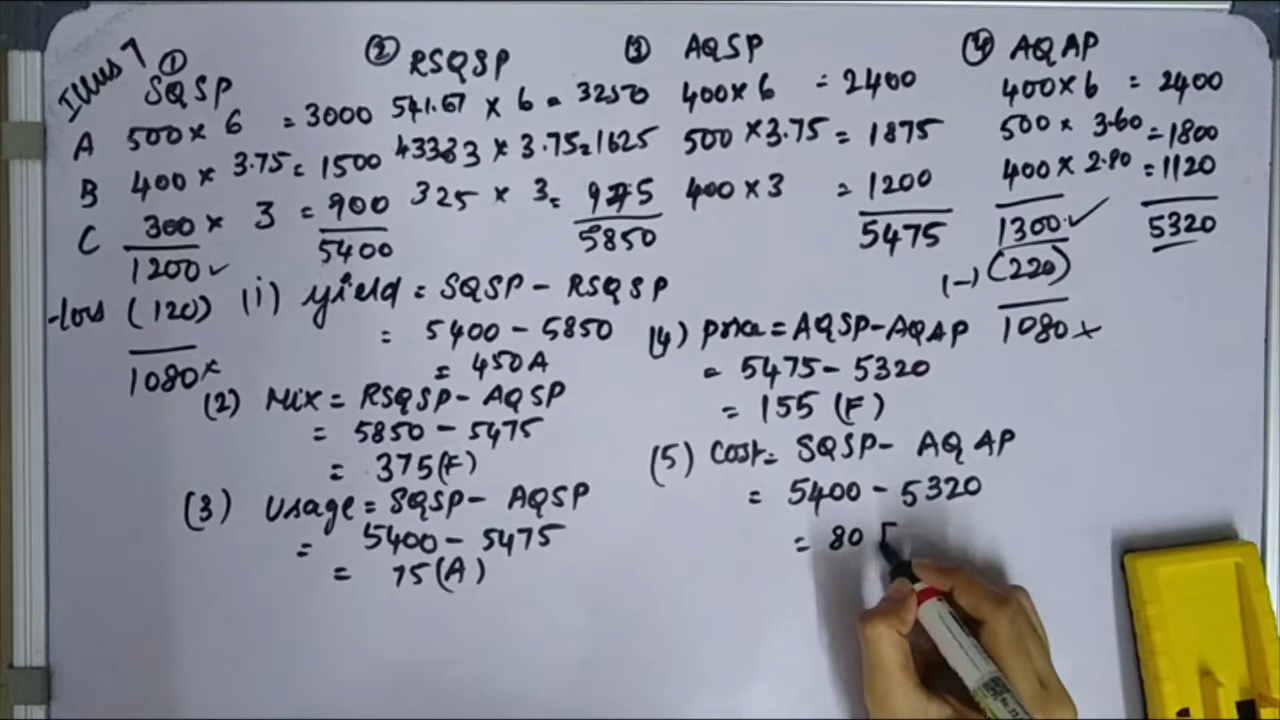 Illus 7
① SQSP
A 500 × 6 = 3000
B 400 × 3.75 = 1500
C 300 × 3 = 900
1200 ✓ 5400
-loss (120)
1080 ×
② RSQSP
541.67 × 6 = 3250
433.33 × 3.75 = 1625
325 × 3 = 975
5850
③ AQSP
400 × 6 = 2400
500 × 3.75 = 1875
400 × 3 = 1200
5475
④ AQAP
400 × 6 = 2400
500 × 3.60 = 1800
400 × 2.80 = 1120
1300 ✓ 5320
(-) (220)
1080 ×
(i) yield = SQSP - RSQSP
= 5400 - 5850
= 450A
(2) Mix = RSQSP - AQSP
= 5850 - 5475
= 375(F)
(3) Usage = SQSP - AQSP
= 5400 - 5475
= 75(A)
(4) price = AQSP - AQAP
= 5475 - 5320
= 155 (F)
(5) Cost = SQSP - AQAP
= 5400 - 5320
= 80